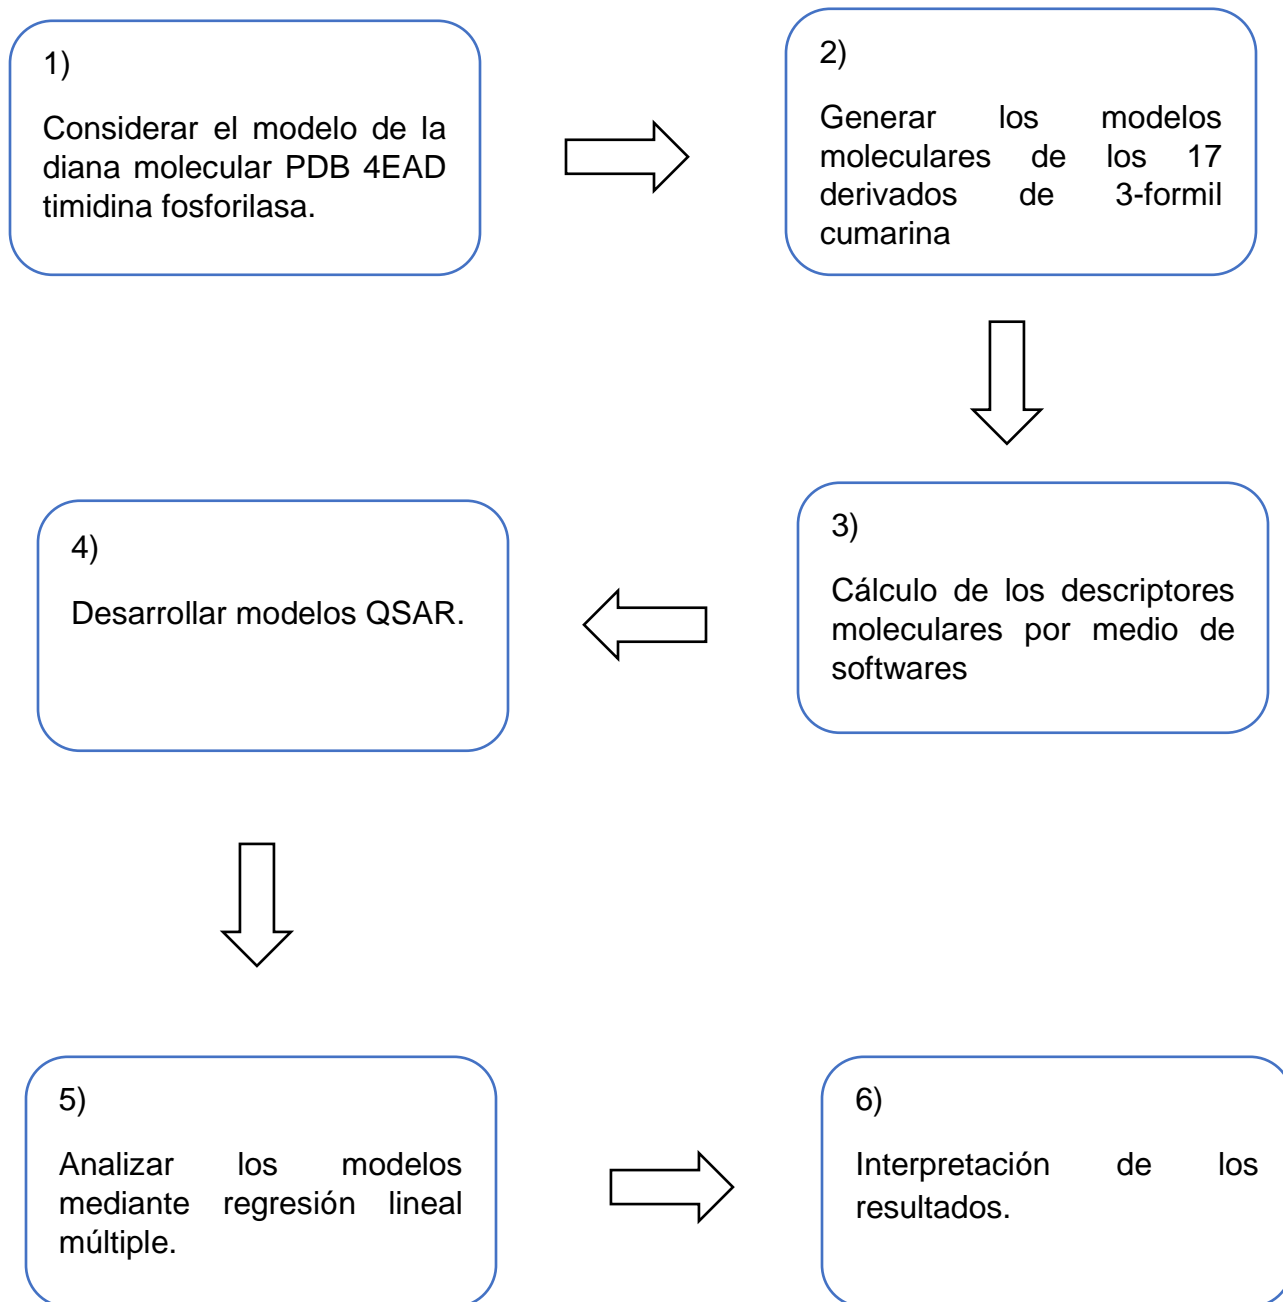 1)
Considerar el modelo de la
diana molecular PDB 4EAD
timidina fosforilasa.
2)
Generar los modelos
moleculares de los 17
derivados de 3-formil
cumarina
3)
Cálculo de los descriptores
moleculares por medio de
softwares
4)
Desarrollar modelos QSAR.
5)
Analizar los modelos
mediante regresión lineal
múltiple.
6)
Interpretación de los
resultados.